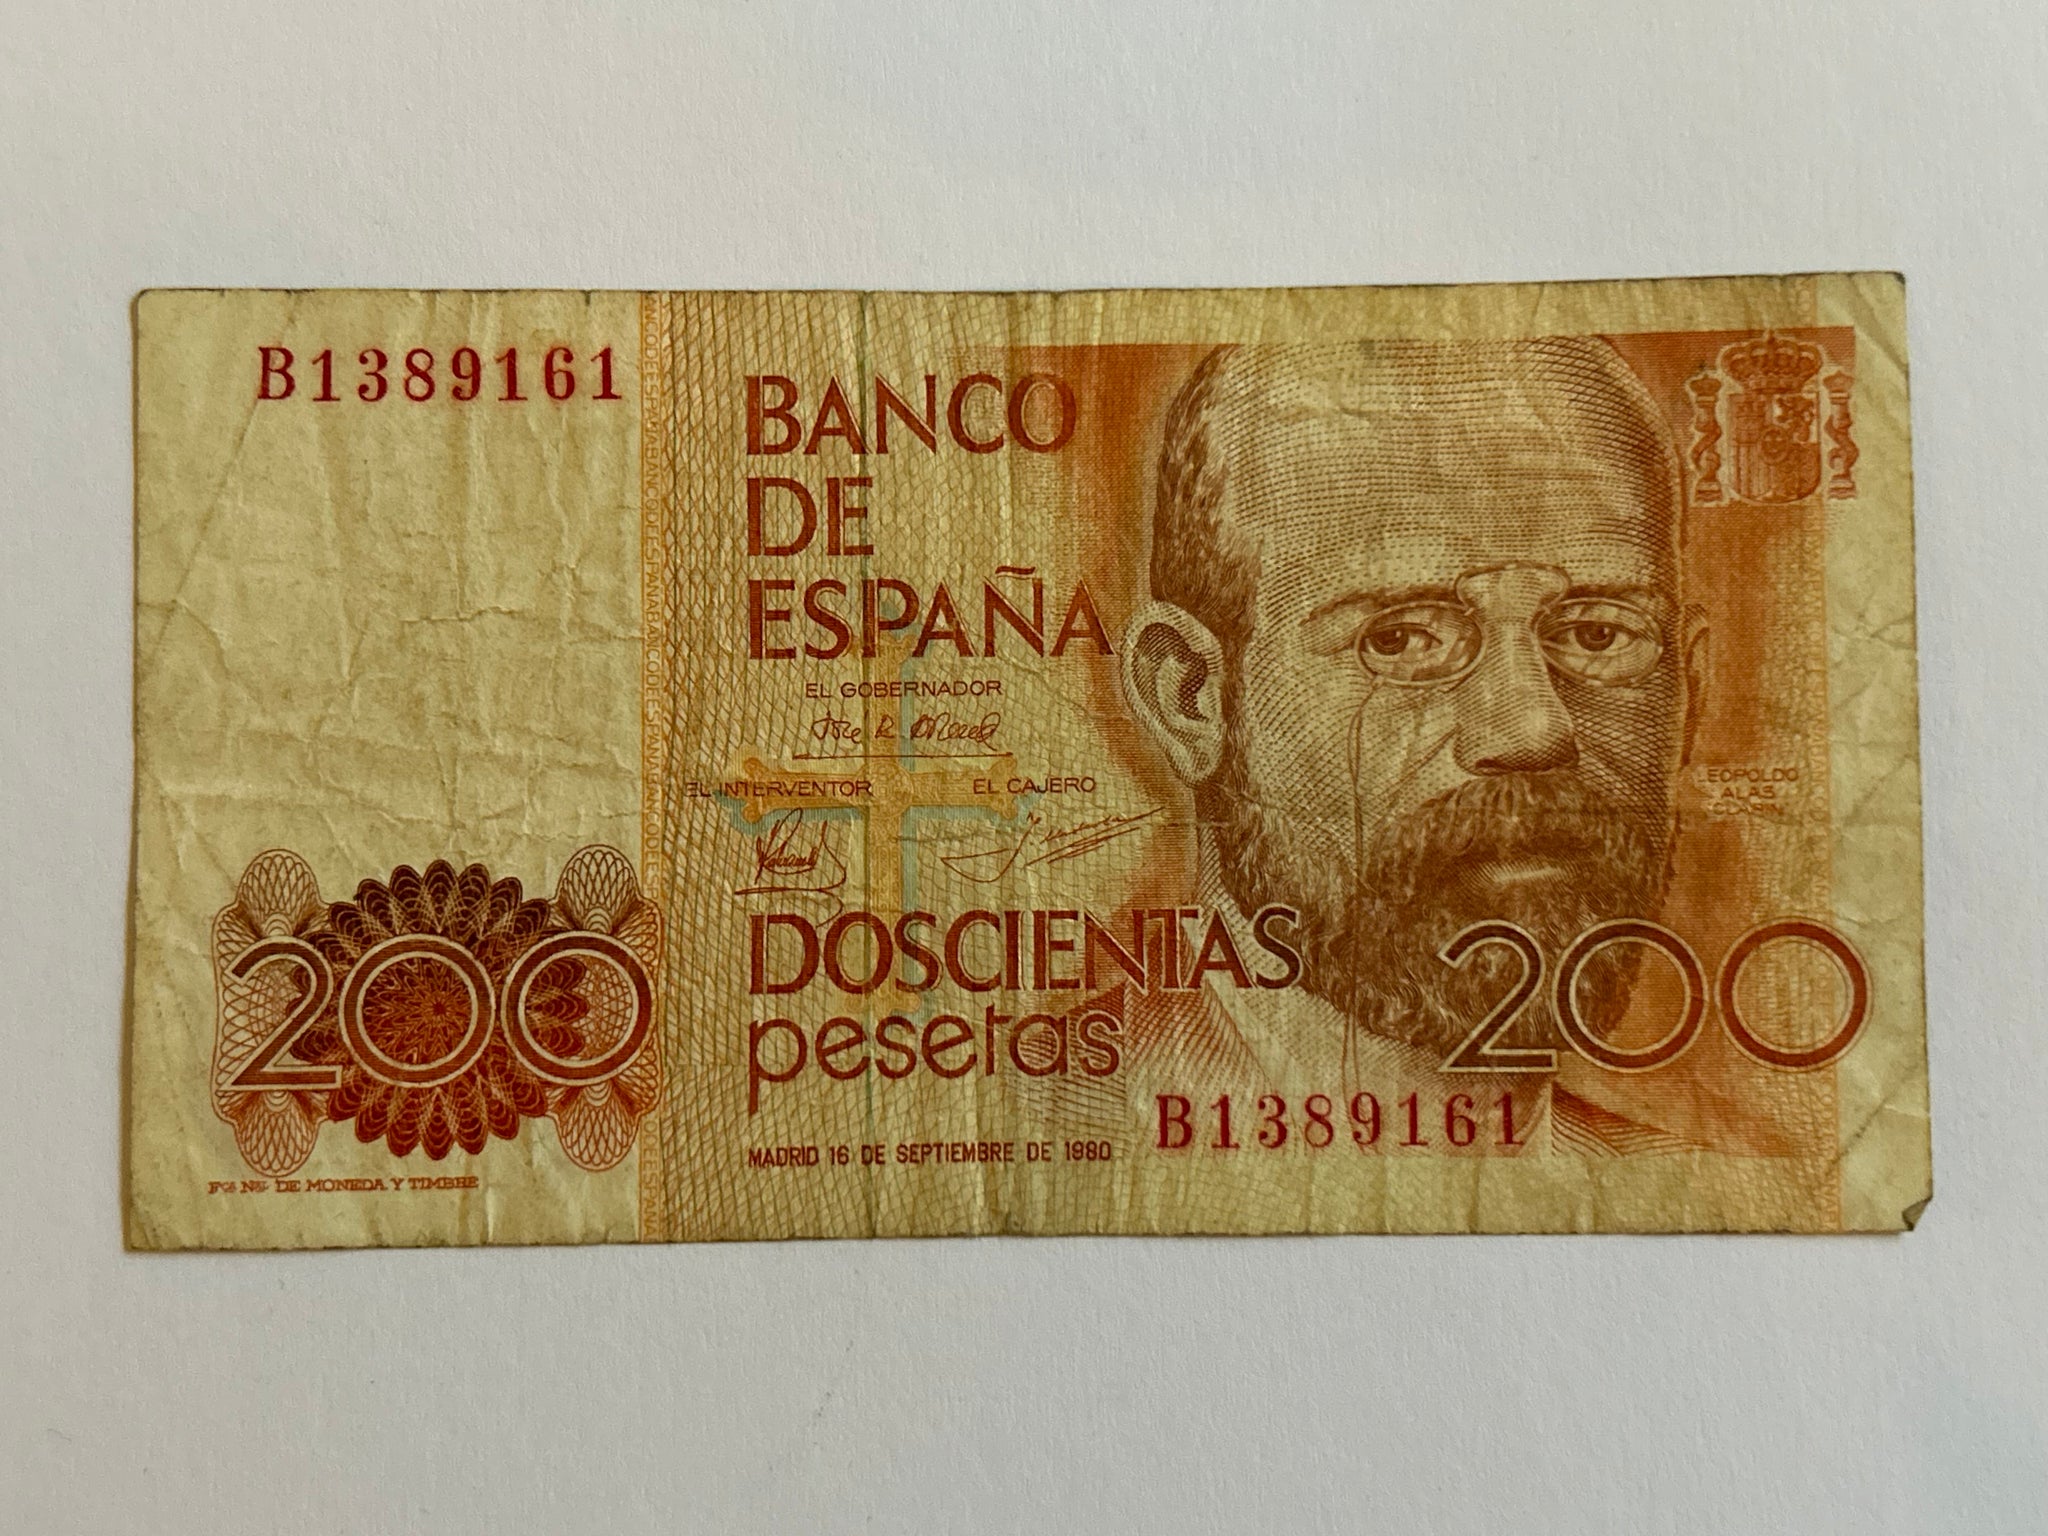 B1389161
BANCO
DE
ESPAÑA
EL GOBERNADOR
EL INTERVENTOR
EL CAJERO
LEOPOLDO
ALAS
CLARIN
DOSCIENTAS
pesetas
200
200
B1389161
MADRID 16 DE SEPTIEMBRE DE 1980
DE MONEDA Y TIMBRE